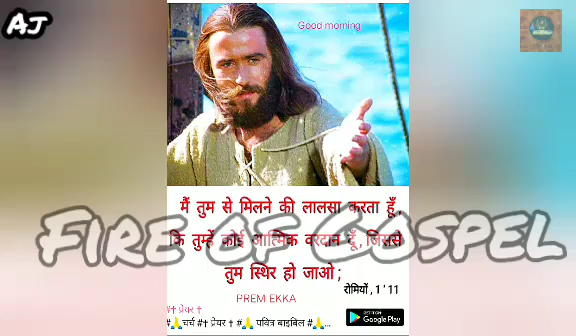 AJ
Good morning
मैं तुम से मिलने की लालसा करता हूँ,
कि तुम्हें कोई आत्मिक वरदान दूँ, जिससे
Fire of Gospel
तुम स्थिर हो जाओ;
रोमियों, 1 ' 11
PREM EKKA
#† प्रेयर †
#🙏चर्च #† प्रेयर † #🙏 पवित्र बाइबिल #🙏...
GET IT ON
Google Play